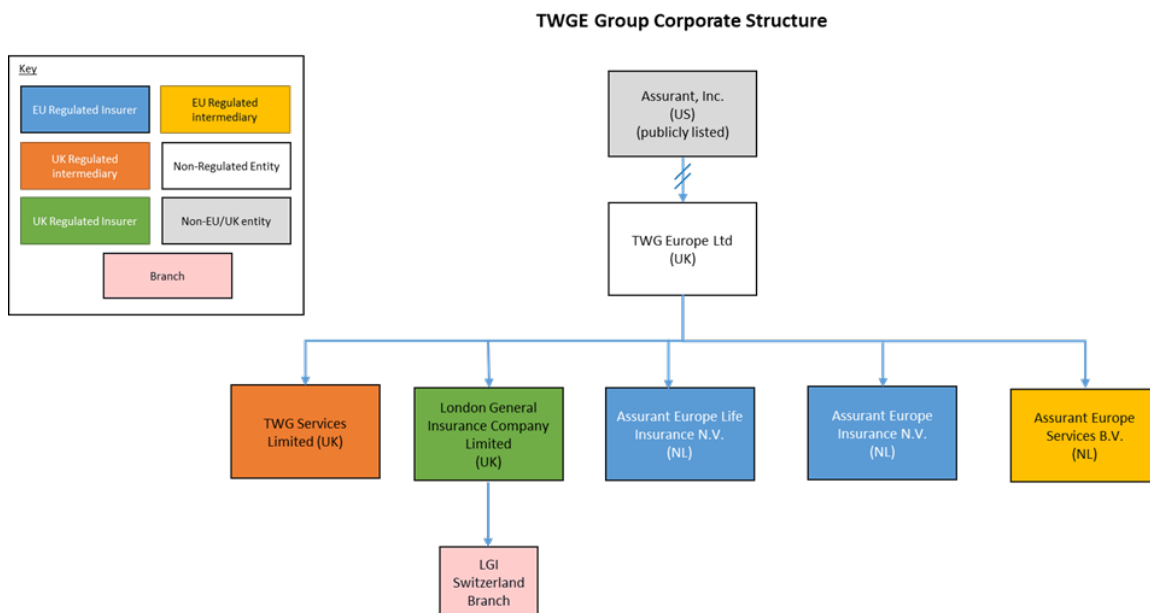 TWGE Group Corporate Structure
Key
EU Regulated Insurer
EU Regulated
intermediary
UK Regulated
intermediary
Non-Regulated Entity
UK Regulated Insurer
Non-EU/UK entity
Branch
Assurant, Inc.
(US)
(publicly listed)
TWG Europe Ltd
(UK)
TWG Services
Limited (UK)
London General
Insurance Company
Limited
(UK)
Assurant Europe Life
Insurance N.V.
(NL)
Assurant Europe
Insurance N.V.
(NL)
Assurant Europe
Services B.V.
(NL)
LGI
Switzerland
Branch